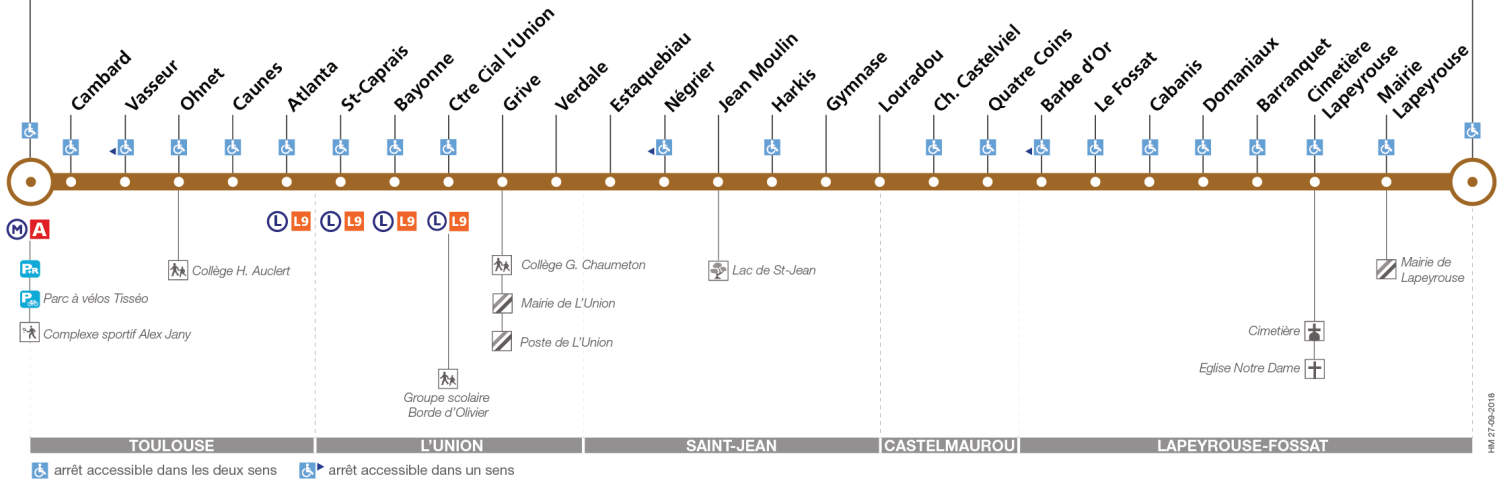 Cambard
Vasseur
Ohnet
Caunes
Atlanta
St-Caprais
Bayonne
Ctre Cial L'Union
Grive
Verdale
Estaquebiau
Négrier
Jean Moulin
Harkis
Gymnase
Louradou
Ch. Castelviel
Quatre Coins
Barbe d'Or
Le Fossat
Cabanis
Domaniaux
Barranquet
Cimetière
Lapeyrouse
Mairie
Lapeyrouse
M A
L L9
L L9
L L9
L L9
P+R
P
Parc à vélos Tisséo
Complexe sportif Alex Jany
Collège H. Auclert
Groupe scolaire
Borde d'Olivier
Collège G. Chaumeton
Mairie de L'Union
Poste de L'Union
Lac de St-Jean
Cimetière
Eglise Notre Dame
Mairie de
Lapeyrouse
TOULOUSE
L'UNION
SAINT-JEAN
CASTELMAUROU
LAPEYROUSE-FOSSAT
arrêt accessible dans les deux sens
arrêt accessible dans un sens
HM 27-09-2018